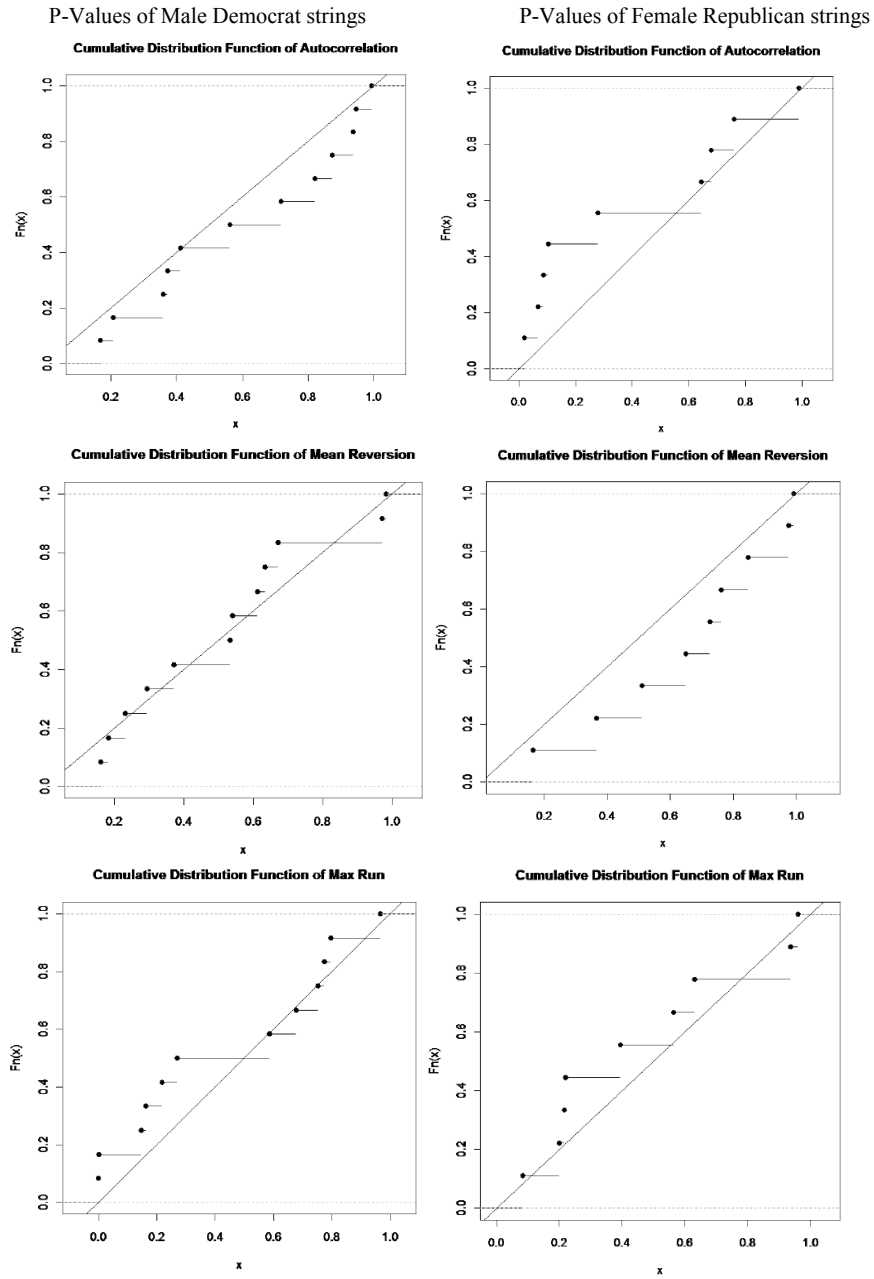 P-Values of Male Democrat strings
P-Values of Female Republican strings
Cumulative Distribution Function of Autocorrelation
Fn(x)
1.0
0.8
0.6
0.4
0.2
0.0
0.2 0.4 0.6 0.8 1.0
x
Cumulative Distribution Function of Autocorrelation
Fn(x)
1.0
0.8
0.6
0.4
0.2
0.0
0.0 0.2 0.4 0.6 0.8 1.0
x
Cumulative Distribution Function of Mean Reversion
Fn(x)
1.0
0.8
0.6
0.4
0.2
0.0
0.2 0.4 0.6 0.8 1.0
x
Cumulative Distribution Function of Mean Reversion
Fn(x)
1.0
0.8
0.6
0.4
0.2
0.0
0.2 0.4 0.6 0.8 1.0
x
Cumulative Distribution Function of Max Run
Fn(x)
1.0
0.8
0.6
0.4
0.2
0.0
0.0 0.2 0.4 0.6 0.8 1.0
x
Cumulative Distribution Function of Max Run
Fn(x)
1.0
0.8
0.6
0.4
0.2
0.0
0.0 0.2 0.4 0.6 0.8 1.0
x